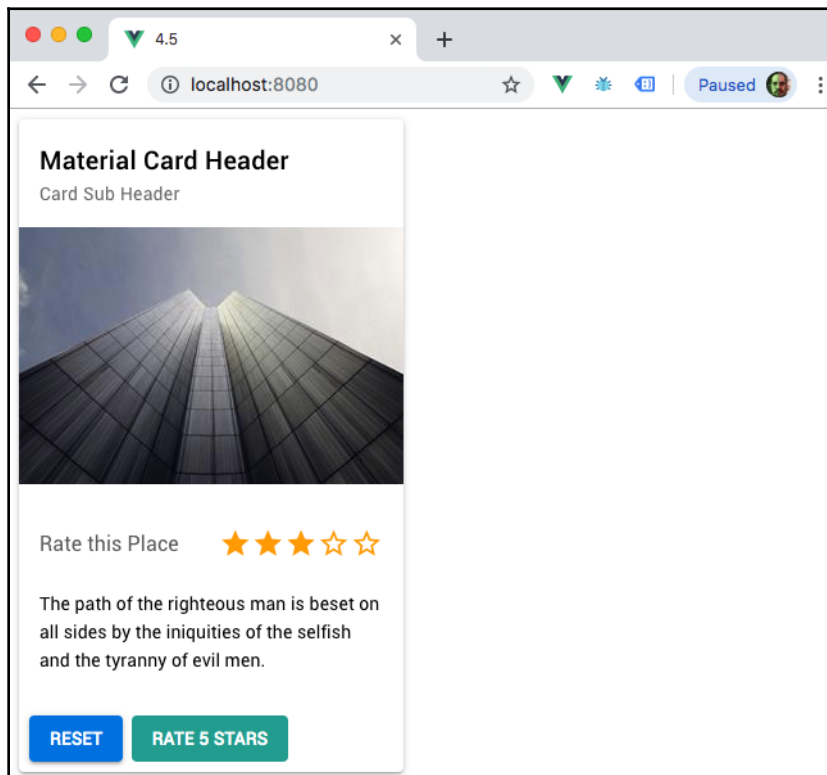 4.5
localhost:8080
Paused
Material Card Header
Card Sub Header
Rate this Place
The path of the righteous man is beset on
all sides by the iniquities of the selfish
and the tyranny of evil men.
RESET
RATE 5 STARS